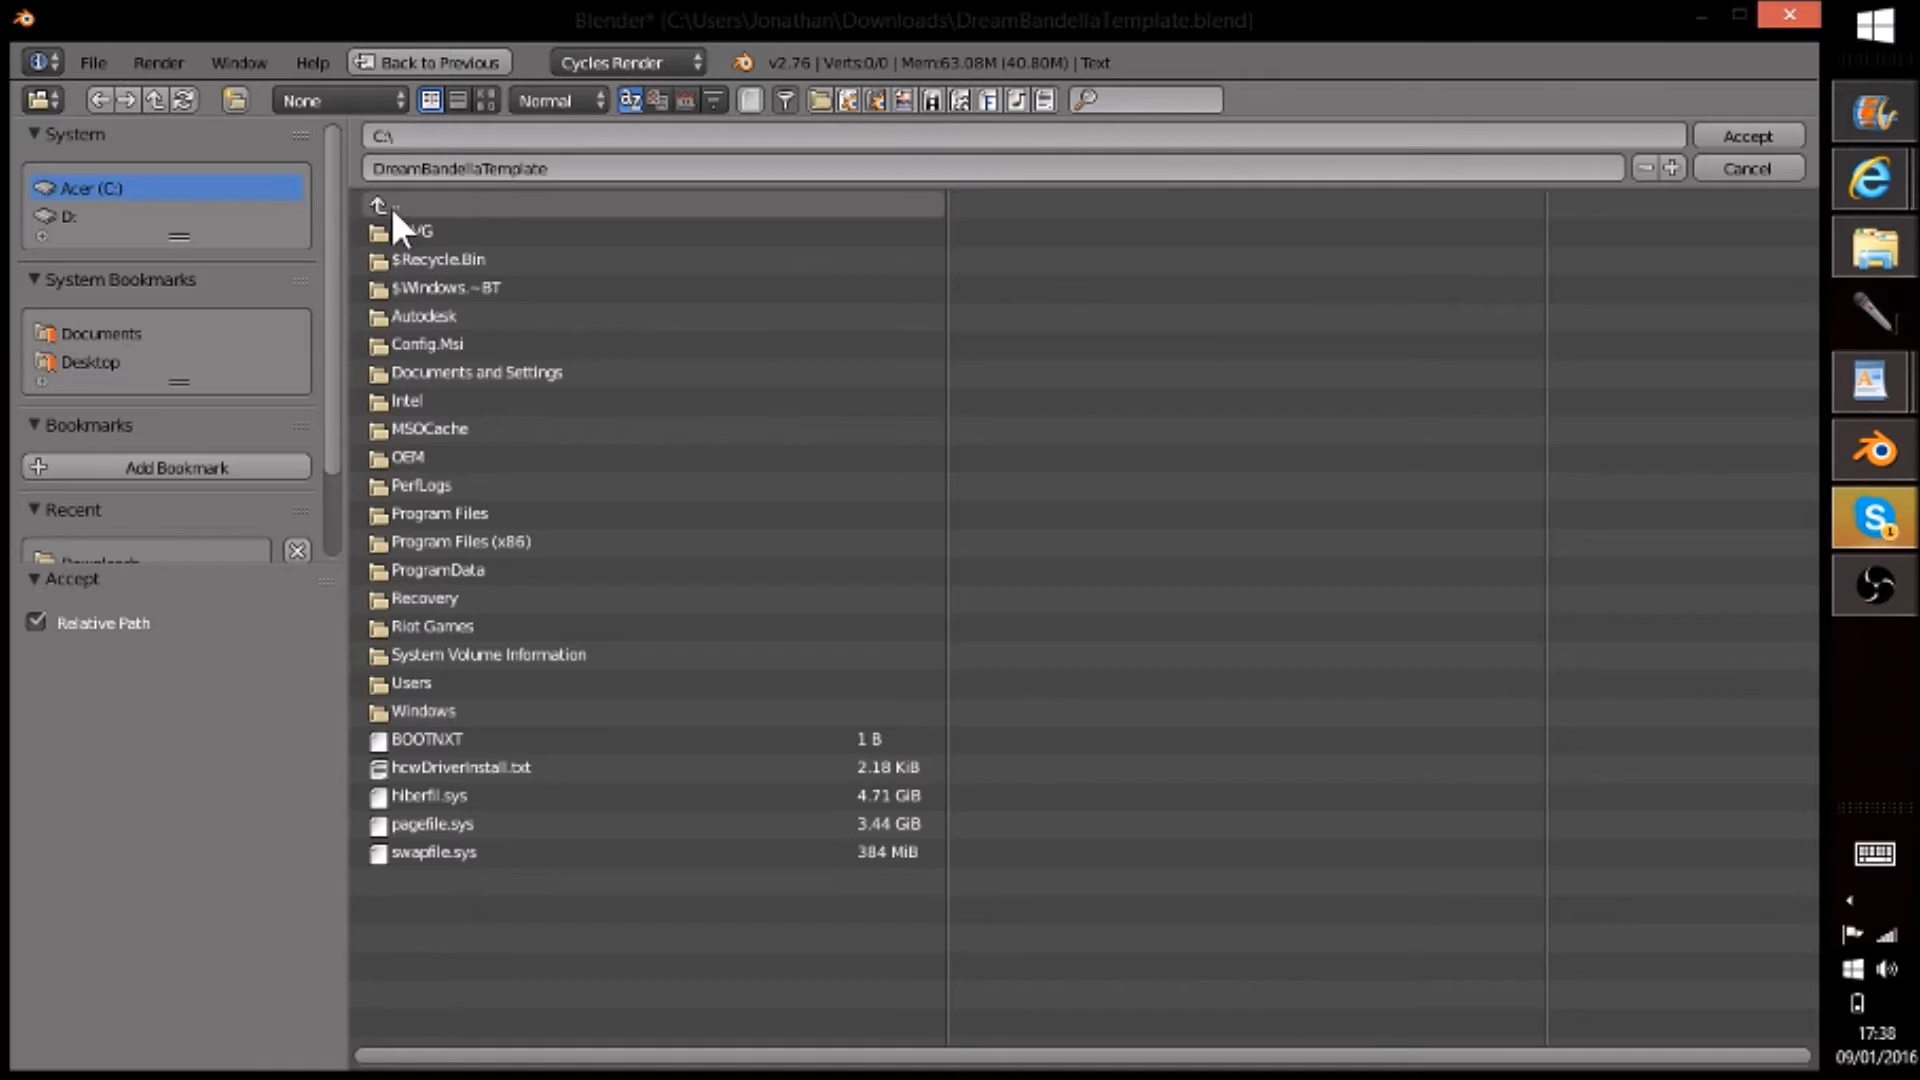 Blender* [C:\Users\Jonathan\Downloads\DreamBandellaTemplate.blend]
File Render Window Help Back to Previous Cycles Render v2.76 | Verts:0/0 | Mem:63.08M (40.80M) | Text
None Normal
System
C:\
Accept
DreamBandellaTemplate
Cancel
Acer (C:)
D:
System Bookmarks
Documents
Desktop
Bookmarks
Add Bookmark
Recent
Accept
Relative Path
..
$Recycle.Bin
$Windows.~BT
Autodesk
Config.Msi
Documents and Settings
Intel
MSOCache
OEM
PerfLogs
Program Files
Program Files (x86)
ProgramData
Recovery
Riot Games
System Volume Information
Users
Windows
BOOTNXT 1 B
hcwDriverInstall.txt 2.18 KiB
hiberfil.sys 4.71 GiB
pagefile.sys 3.44 GiB
swapfile.sys 384 MiB
17:38
09/01/2016